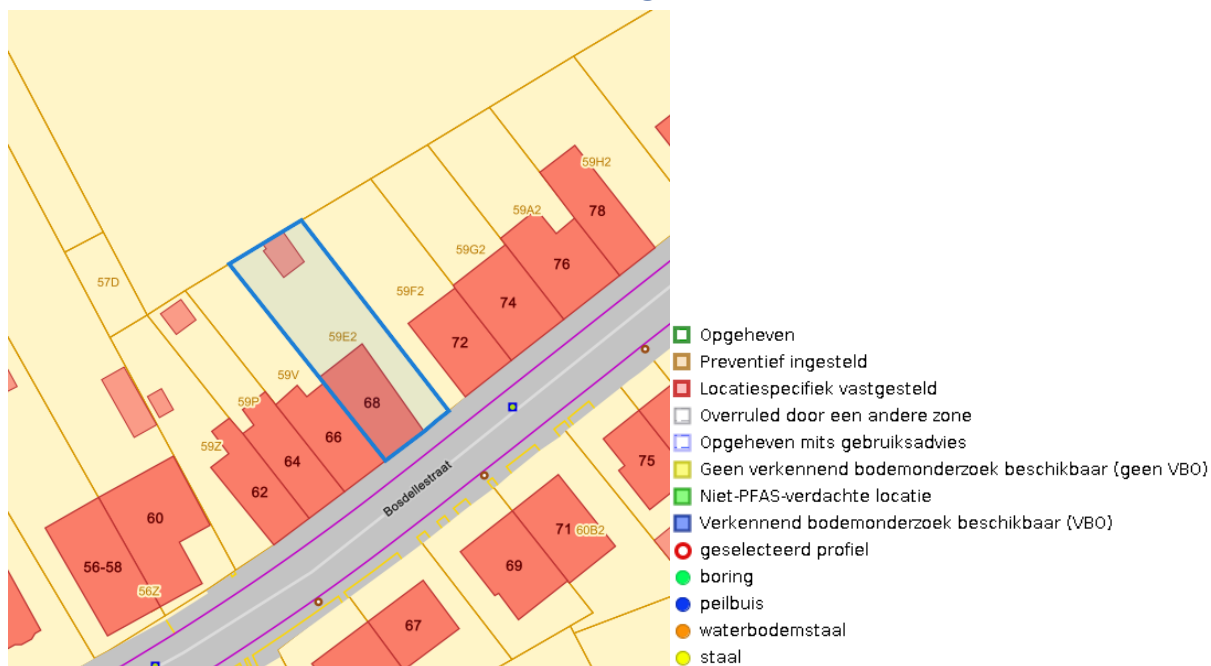 59H2
78
59A2
76
59G2
57D
59F2
74
72
59E2
59V
68
59P
59Z
66
64
75
62
Bosdellestraat
60
71
60B2
69
56-58
56Z
67
Opgeheven
Preventief ingesteld
Locatiespecifiek vastgesteld
Overruled door een andere zone
Opgeheven mits gebruiksadvies
Geen verkennend bodemonderzoek beschikbaar (geen VBO)
Niet-PFAS-verdachte locatie
Verkennend bodemonderzoek beschikbaar (VBO)
geselecteerd profiel
boring
peilbuis
waterbodemstaal
staal